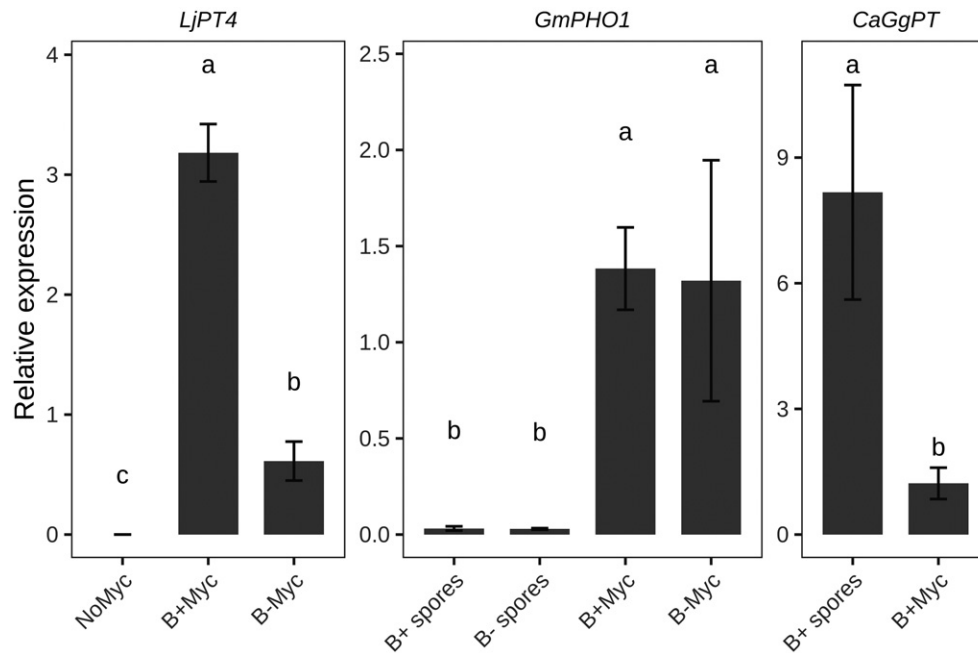 LjPT4 GmPHO1 CaGgPT
Relative expression
4
3
2
1
0
a
b
c
NoMyc
B+Myc
B-Myc
2.5
2.0
1.5
1.0
0.5
0.0
b
b
a
a
B+ spores
B- spores
B+Myc
B-Myc
9
6
3
0
a
b
B+ spores
B+Myc